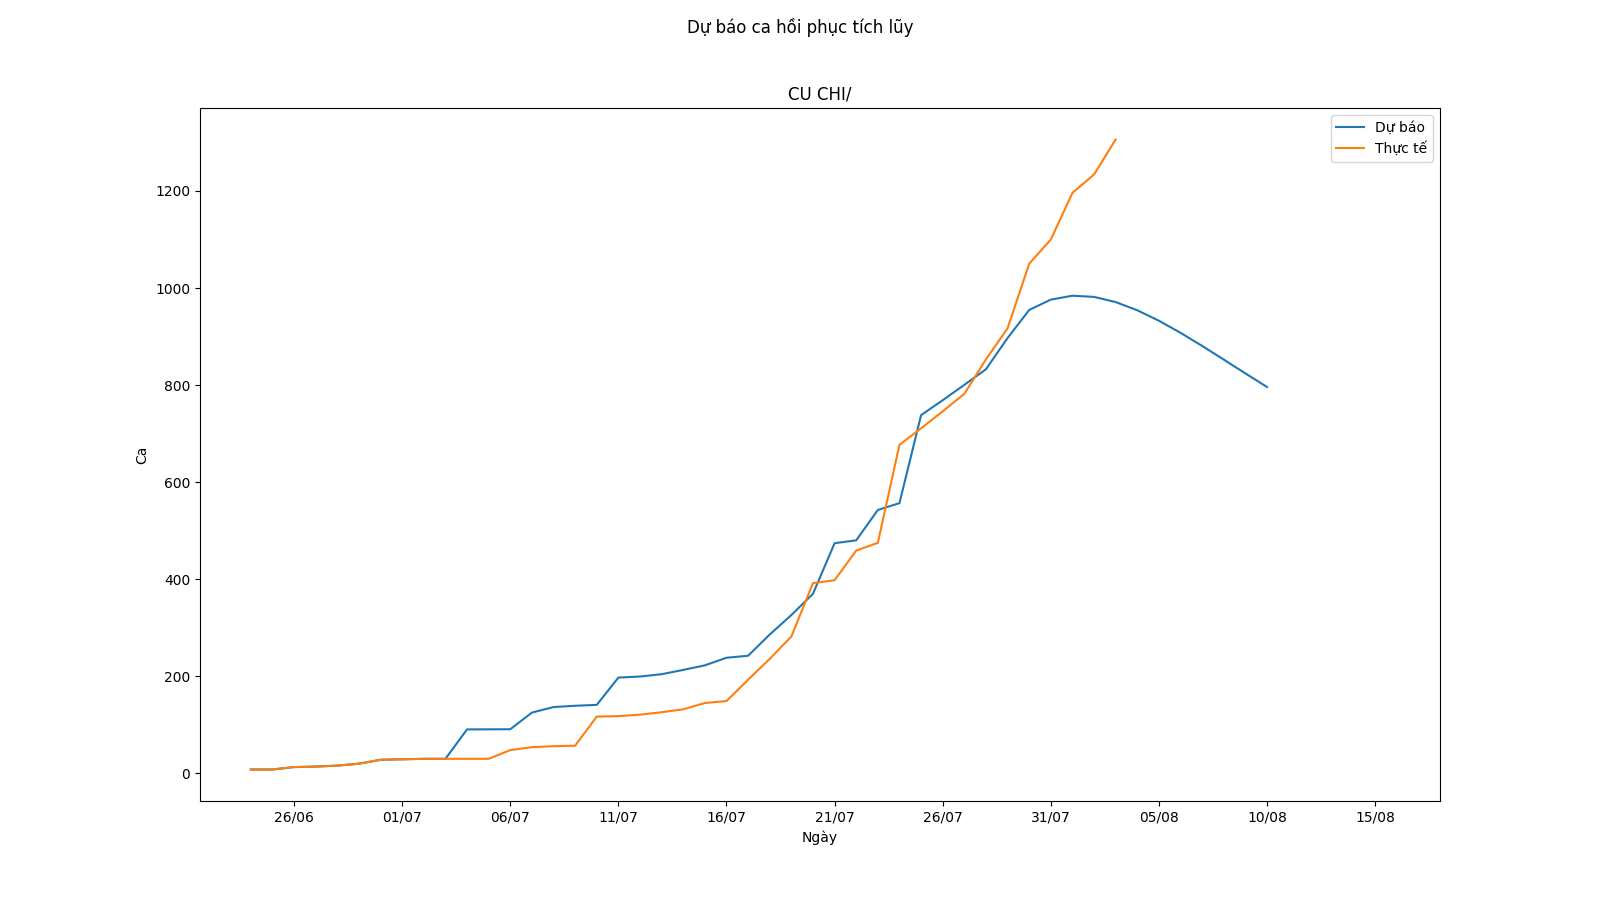 Dự báo ca hồi phục tích lũy
CU CHI/
Dự báo
Thực tế
Ca
1200
1000
800
600
400
200
0
26/06 01/07 06/07 11/07 16/07 21/07 26/07 31/07 05/08 10/08 15/08
Ngày